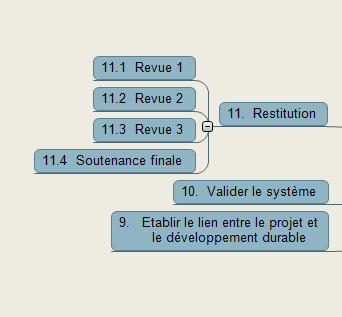 11.1 Revue 1
11.2 Revue 2
11.3 Revue 3
11.4 Soutenance finale
11. Restitution
10. Valider le système
9. Etablir le lien entre le projet et
le développement durable